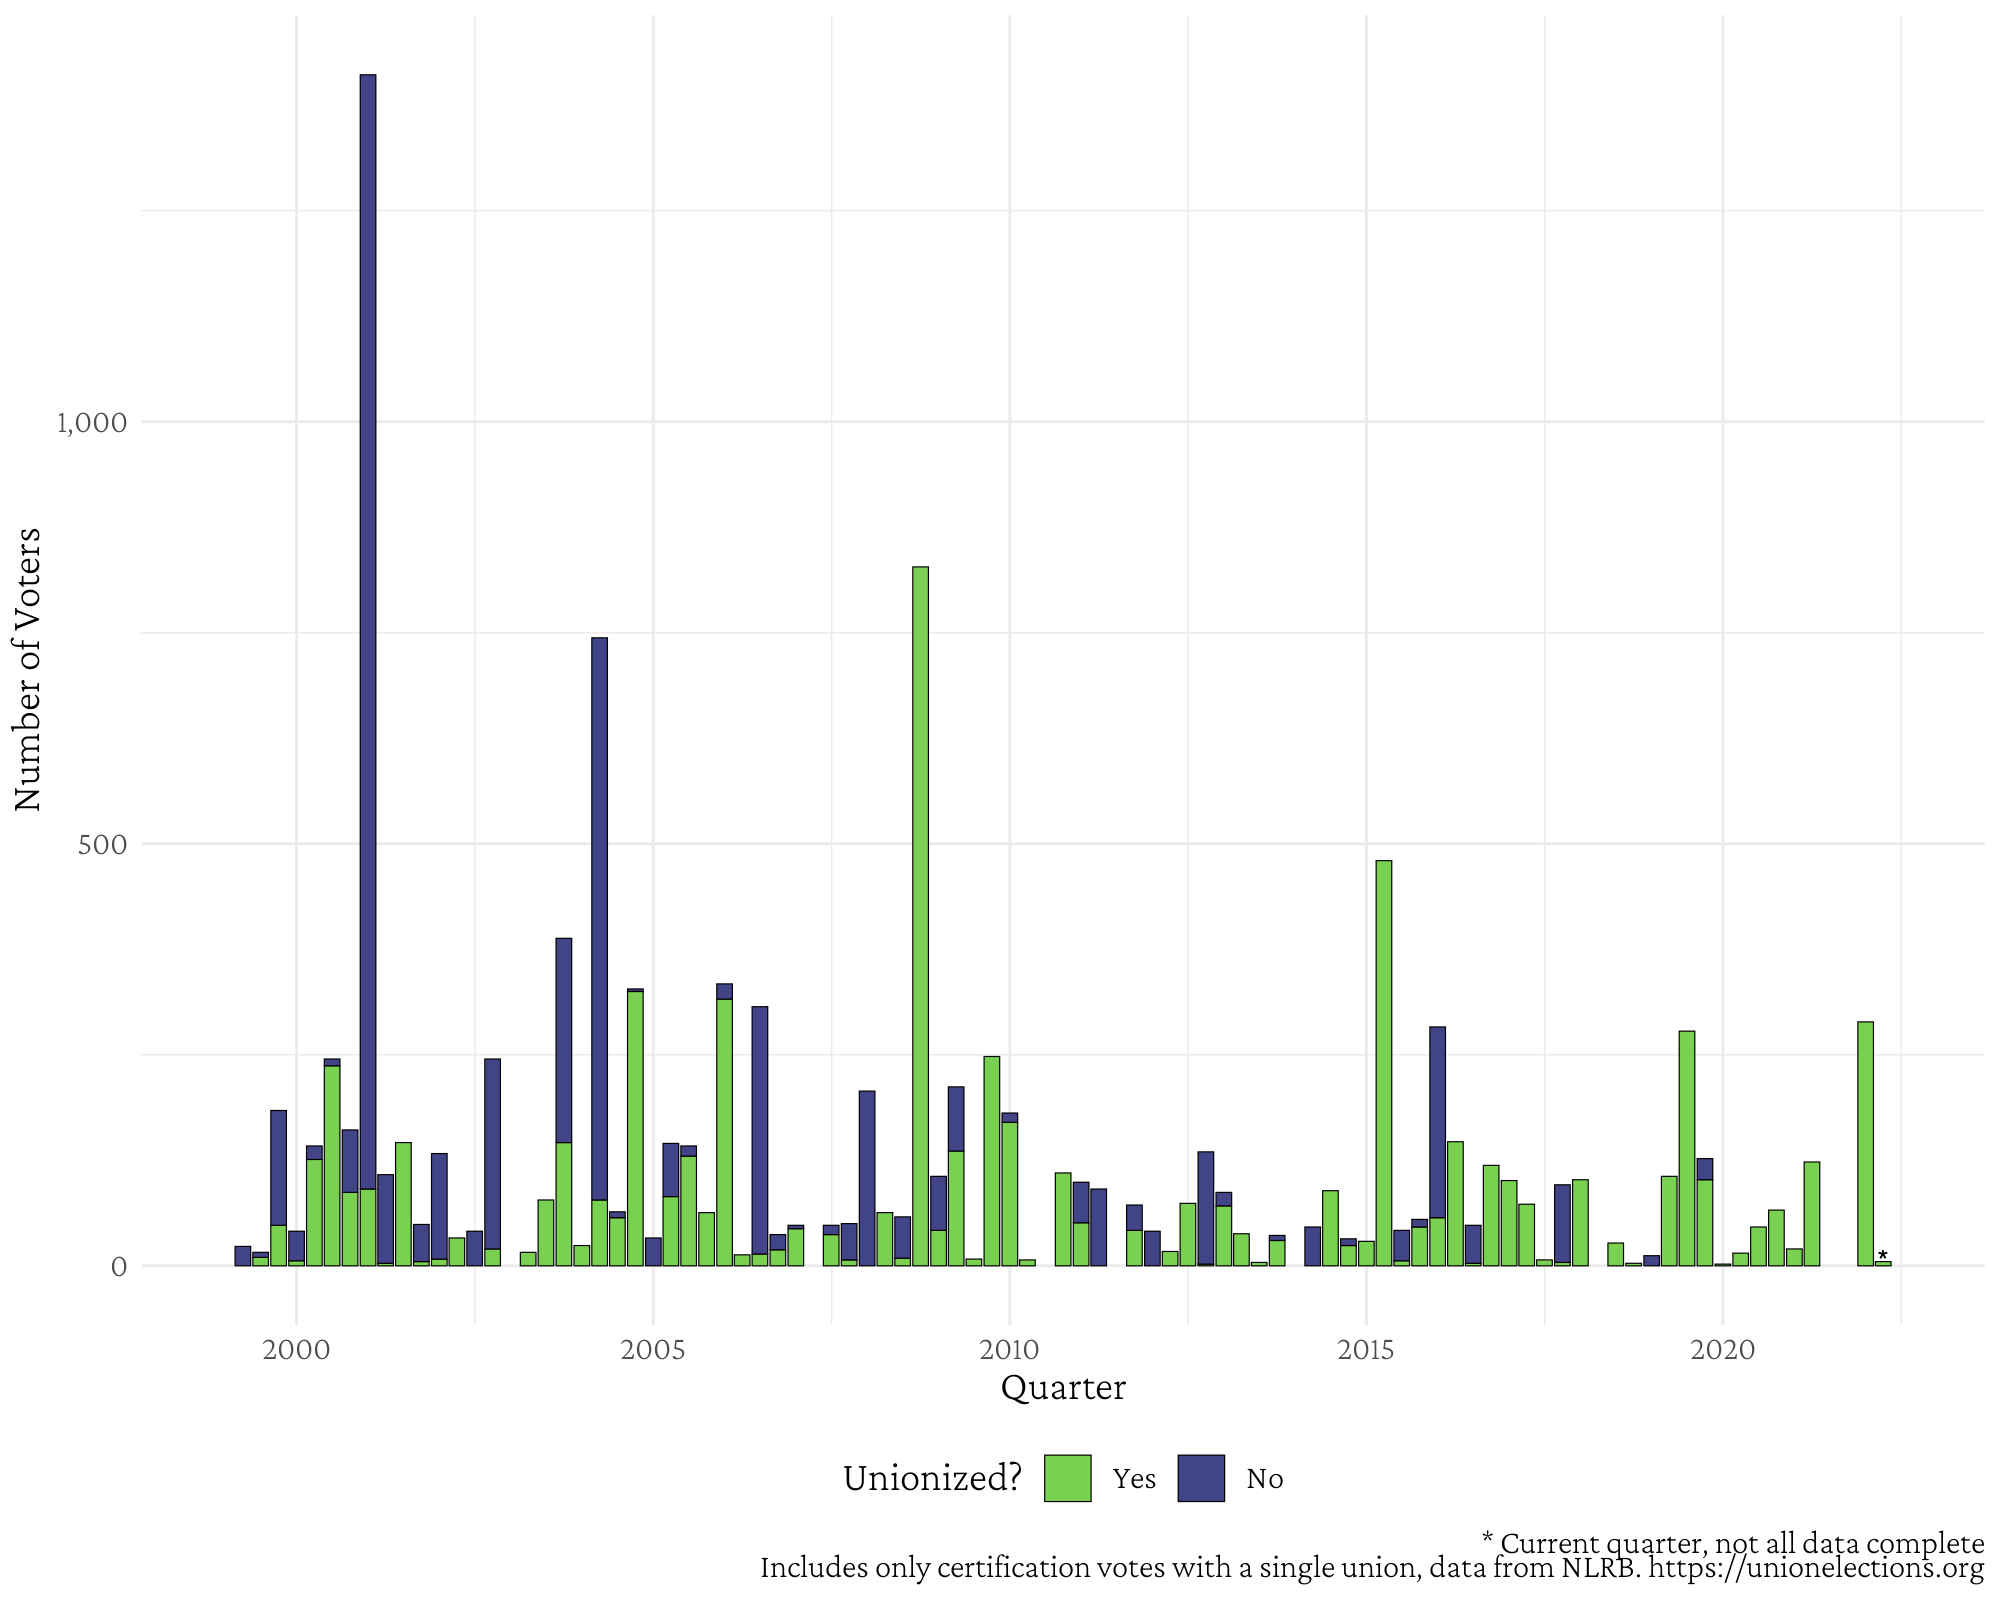 Number of Voters
1,000
500
0
*
2000 2005 2010 2015 2020
Quarter
Unionized? Yes No
* Current quarter, not all data complete
Includes only certification votes with a single union, data from NLRB. https://unionelections.org